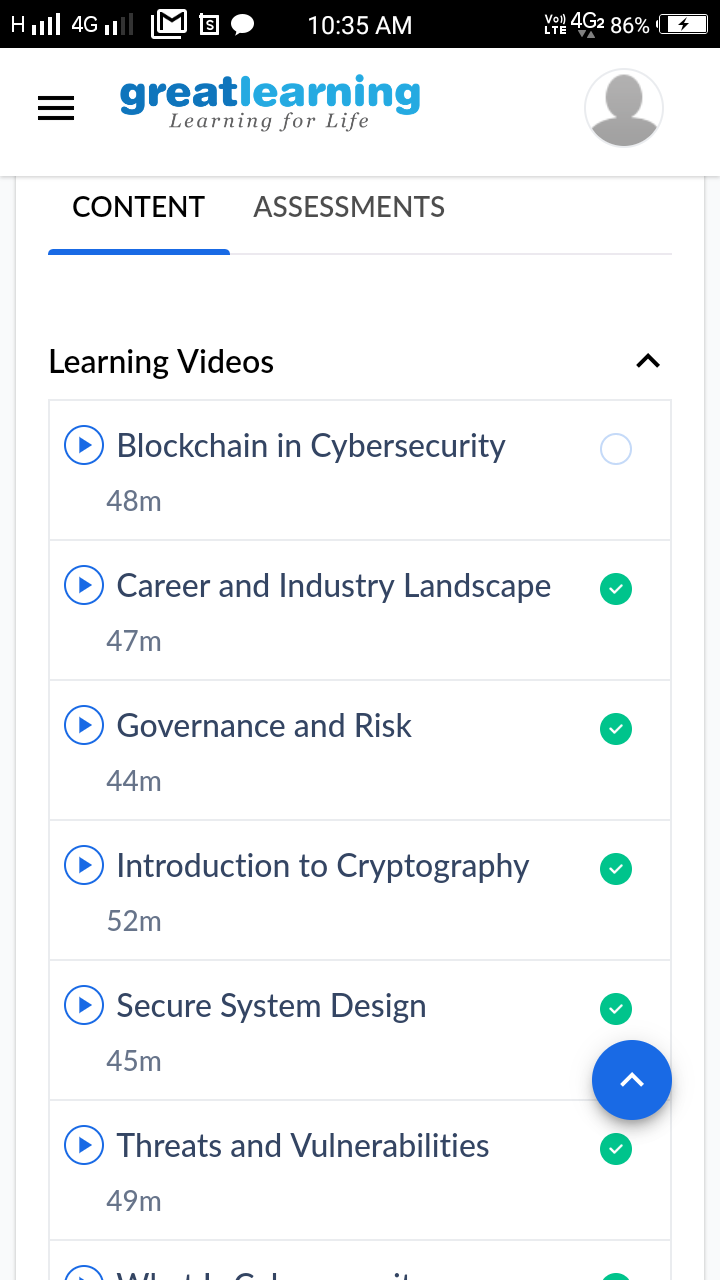 H 4G 10:35 AM VoLTE 4G2 86%
greatlearning
Learning for Life
CONTENT ASSESSMENTS
Learning Videos
Blockchain in Cybersecurity
48m
Career and Industry Landscape
47m
Governance and Risk
44m
Introduction to Cryptography
52m
Secure System Design
45m
Threats and Vulnerabilities
49m